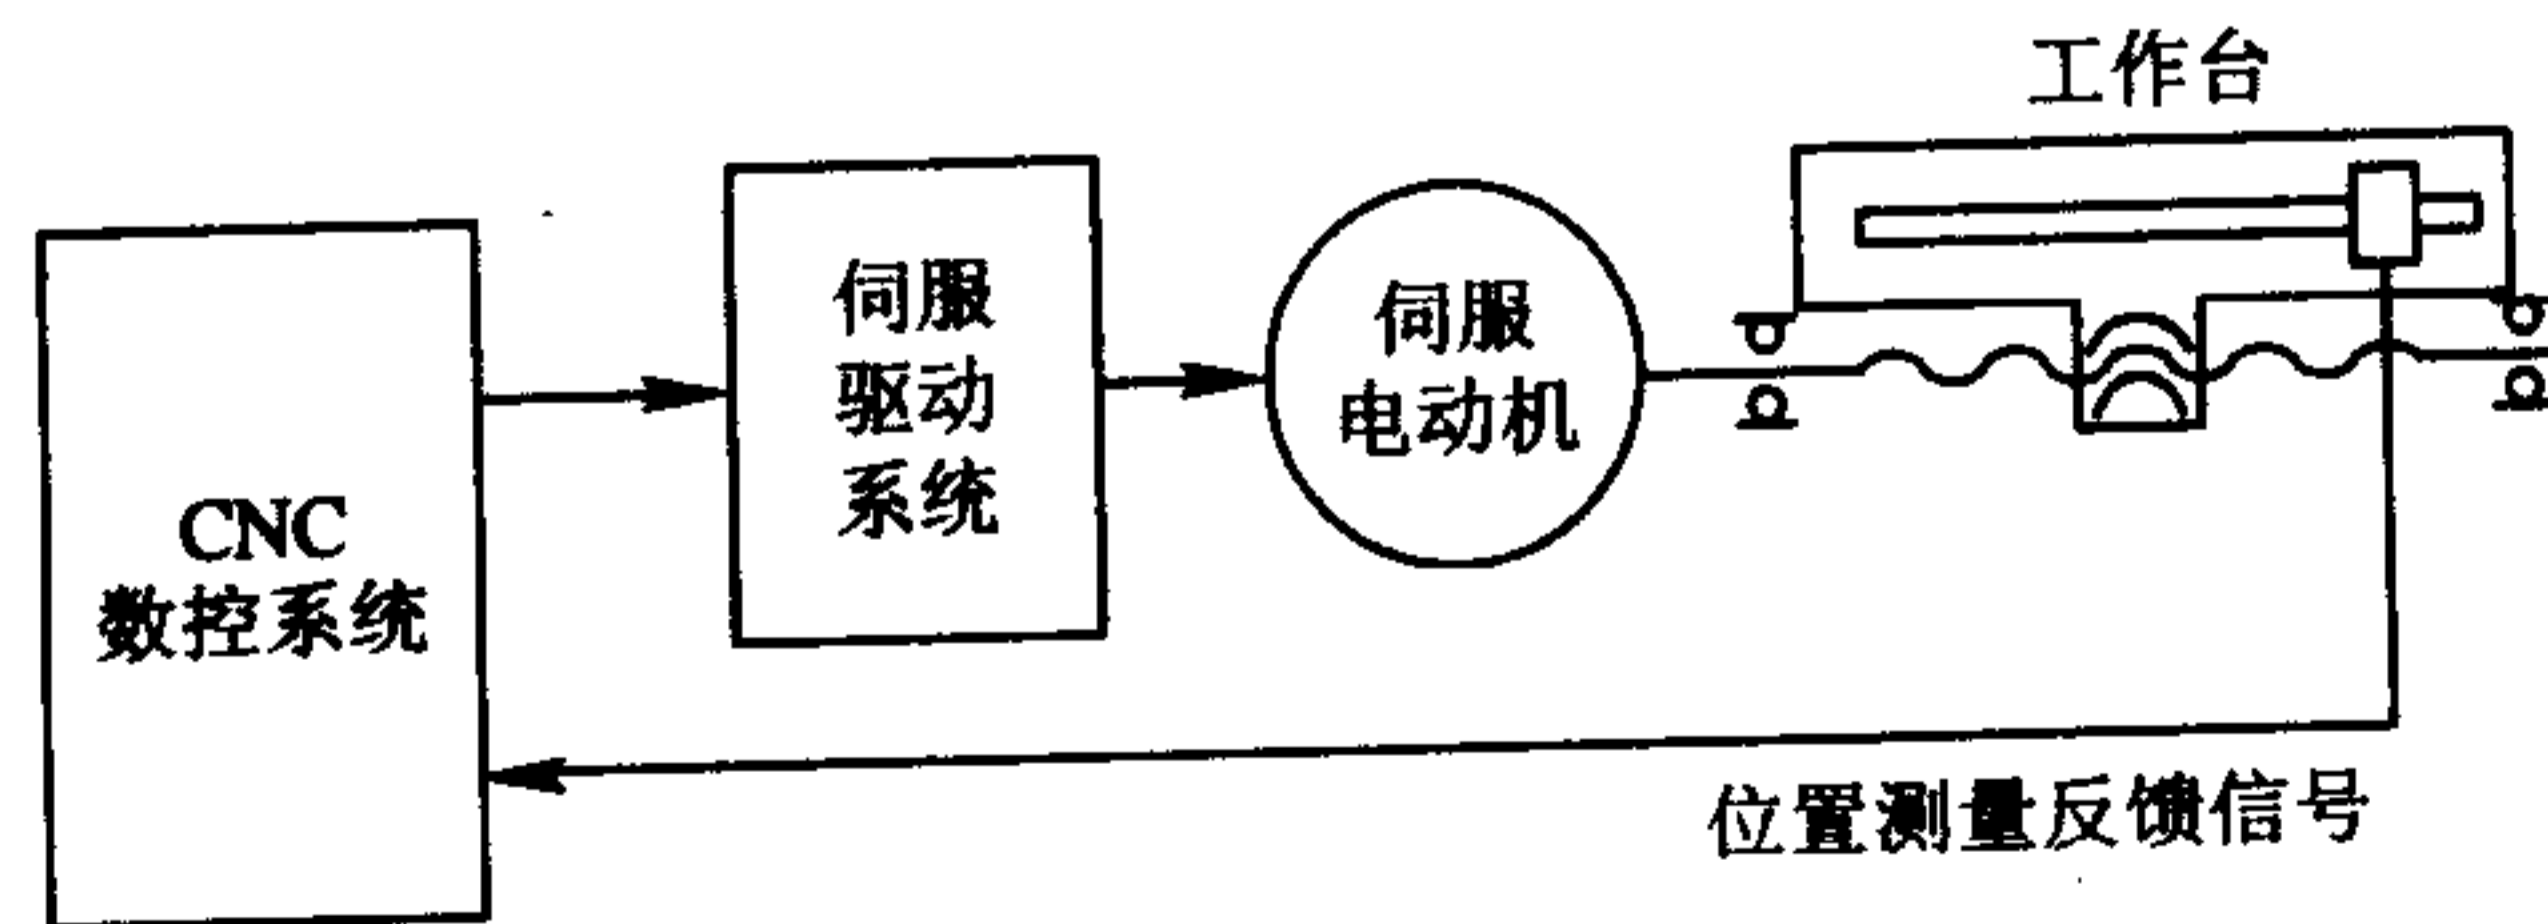 工作台
伺服
驱动
系统
伺服
电动机
CNC
数控系统
位置测量反馈信号